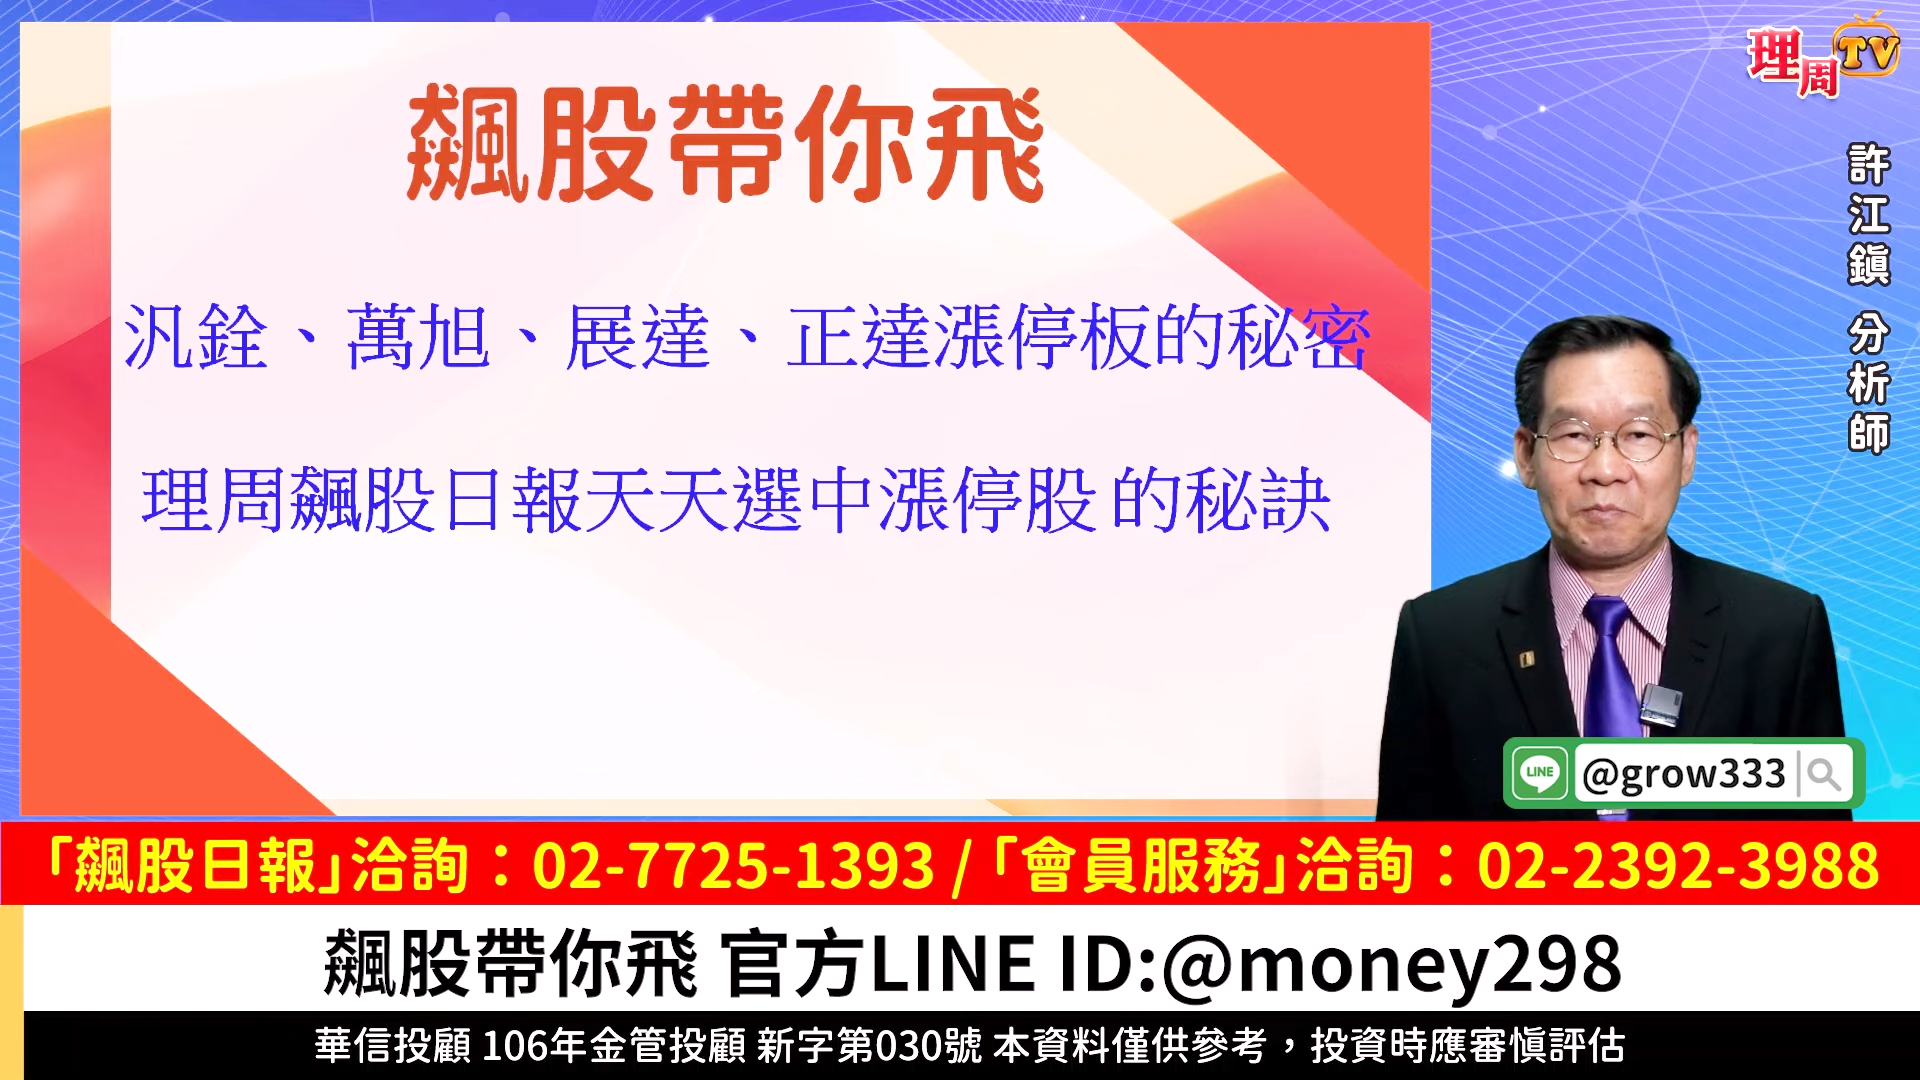 飆股帶你飛
汎銓、萬旭、展達、正達漲停板的秘密
理周飆股日報天天選中漲停股的秘訣
理周TV
許江鎮 分析師
LINE @grow333
「飆股日報」洽詢：02-7725-1393 /「會員服務」洽詢：02-2392-3988
飆股帶你飛 官方LINE ID:@money298
華信投顧 106年金管投顧 新字第030號 本資料僅供參考，投資時應審慎評估